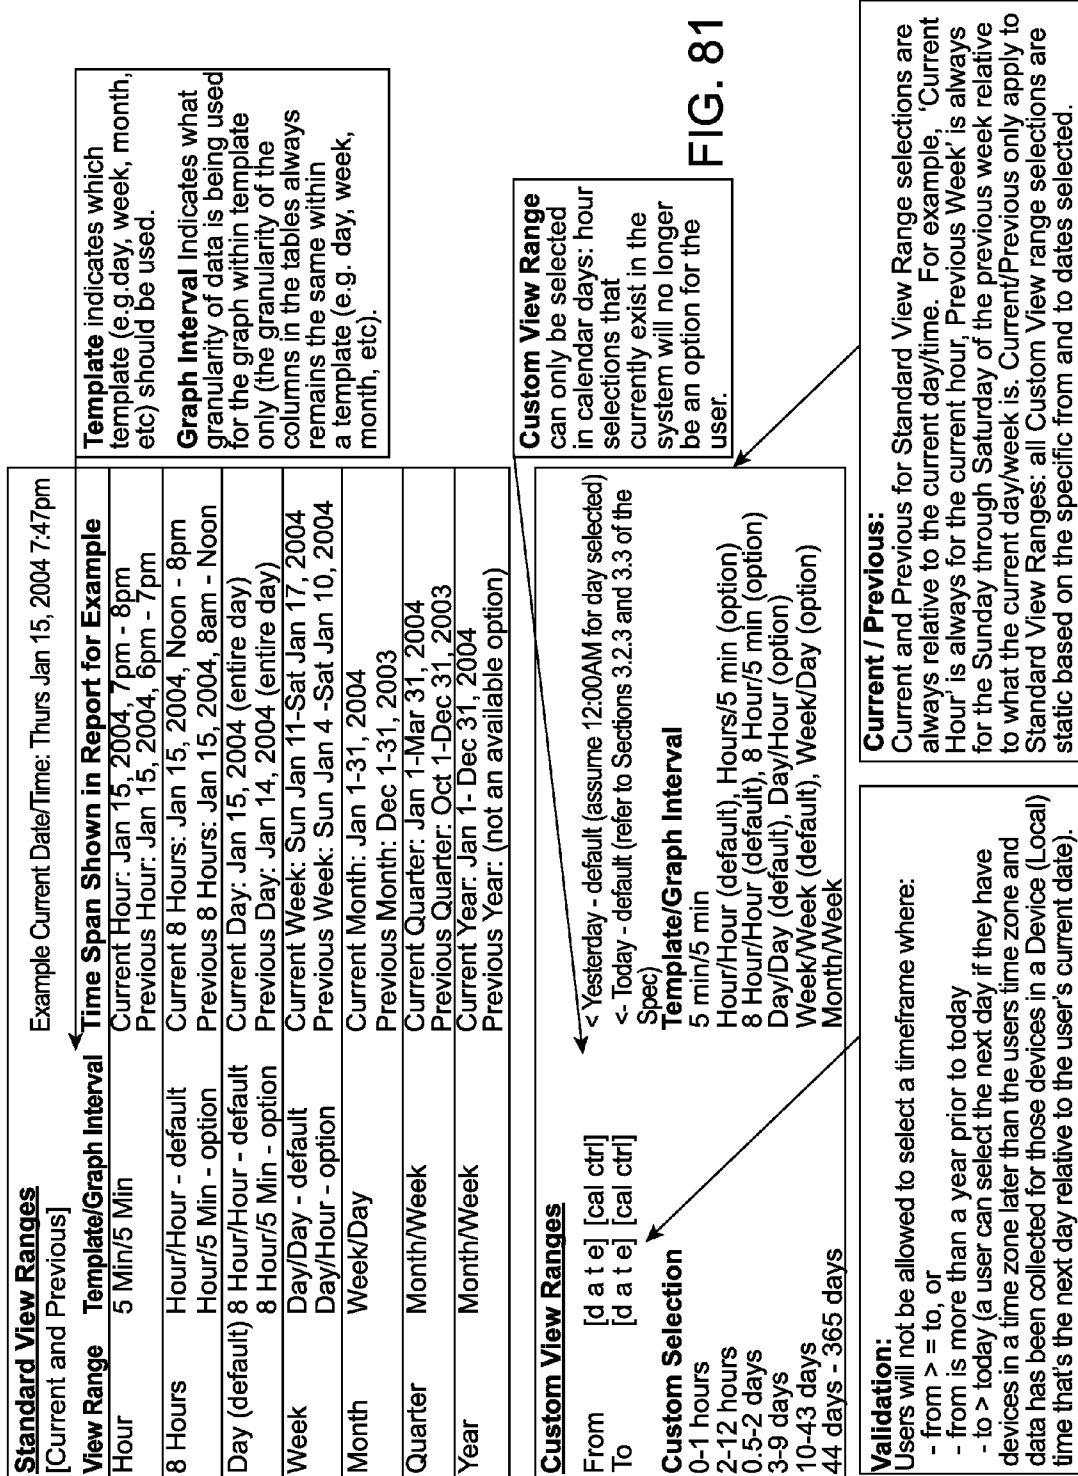 Standard View Ranges
[Current and Previous]
Example Current Date/Time: Thurs Jan 15, 2004 7:47pm
View Range Template/Graph Interval Time Span Shown in Report for Example
Hour 5 Min/5 Min Current Hour: Jan 15, 2004, 7pm - 8pm
Previous Hour: Jan 15, 2004, 6pm - 7pm
8 Hours Hour/Hour - default Current 8 Hours: Jan 15, 2004, Noon - 8pm
Hour/5 Min - option Previous 8 Hours: Jan 15, 2004, 8am - Noon
Day (default) 8 Hour/Hour - default Current Day: Jan 15, 2004 (entire day)
8 Hour/5 Min - option Previous Day: Jan 14, 2004 (entire day)
Week Day/Day - default Current Week: Sun Jan 11-Sat Jan 17, 2004
Day/Hour - option Previous Week: Sun Jan 4 -Sat Jan 10, 2004
Month Week/Day Current Month: Jan 1-31, 2004
Previous Month: Dec 1-31, 2003
Quarter Month/Week Current Quarter: Jan 1-Mar 31, 2004
Previous Quarter: Oct 1-Dec 31, 2003
Year Month/Week Current Year: Jan 1- Dec 31, 2004
Previous Year: (not an available option)
Template indicates which
template (e.g.day, week, month,
etc) should be used.
Graph Interval Indicates what
granularity of data is being used
for the graph within template
only (the granularity of the
columns in the tables always
remains the same within
a template (e.g. day, week,
month, etc).
Custom View Ranges
From [d a t e] [cal ctrl] < Yesterday - default (assume 12:00AM for day selected)
To [d a t e] [cal ctrl] <- Today - default (refer to Sections 3.2.3 and 3.3 of the
Spec)
Custom Selection Template/Graph Interval
0-1 hours 5 min/5 min
2-12 hours Hour/Hour (default), Hours/5 min (option)
0.5-2 days 8 Hour/Hour (default), 8 Hour/5 min (option)
3-9 days Day/Day (default), Day/Hour (option)
10-43 days Week/Week (default), Week/Day (option)
44 days - 365 days Month/Week
Custom View Range
can only be selected
in calendar days: hour
selections that
currently exist in the
system will no longer
be an option for the
user.
FIG. 81
Validation:
Users will not be allowed to select a timeframe where:
- from > = to, or
- from is more than a year prior to today
- to > today (a user can select the next day if they have
devices in a time zone later than the users time zone and
data has been collected for those devices in a Device (Local)
time that's the next day relative to the user's current date).
Current / Previous:
Current and Previous for Standard View Range selections are
always relative to the current day/time. For example, 'Current
Hour' is always for the current hour, Previous Week' is always
for the Sunday through Saturday of the previous week relative
to what the current day/week is. Current/Previous only apply to
Standard View Ranges: all Custom View range selections are
static based on the specific from and to dates selected.